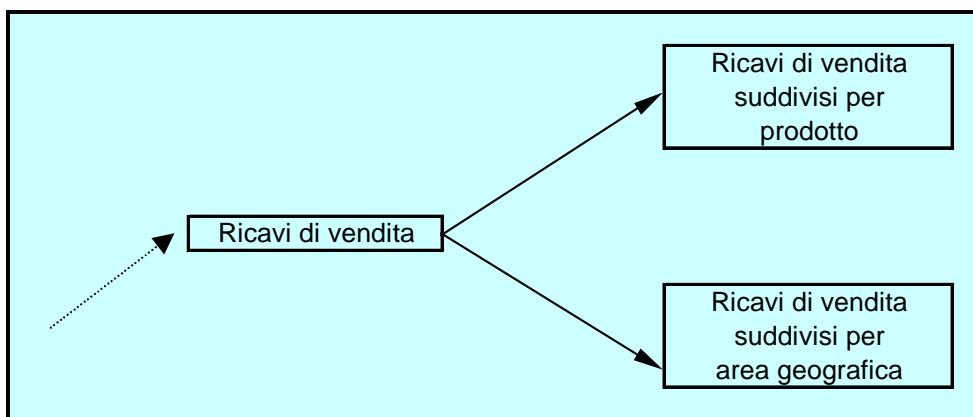 Ricavi di vendita
suddivisi per
prodotto
Ricavi di vendita
Ricavi di vendita
suddivisi per
area geografica